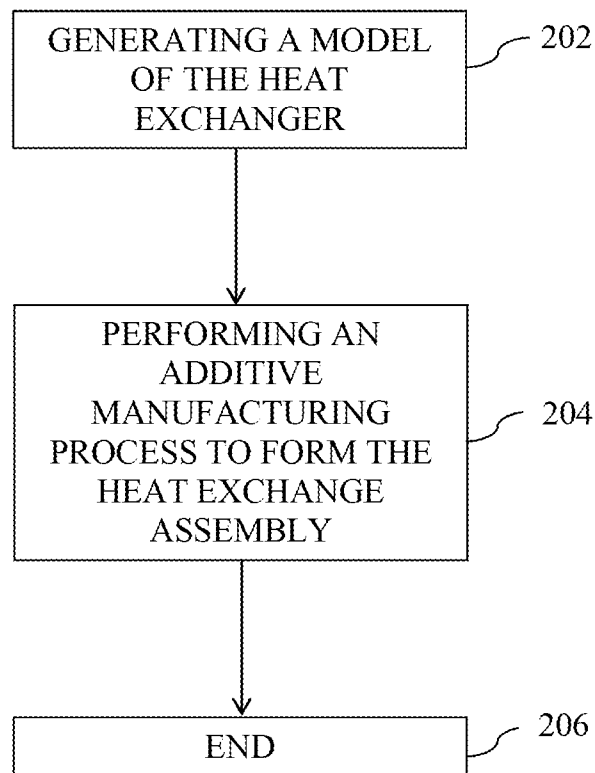 GENERATING A MODEL
OF THE HEAT
EXCHANGER
202
PERFORMING AN
ADDITIVE
MANUFACTURING
PROCESS TO FORM THE
HEAT EXCHANGE
ASSEMBLY
204
END
206